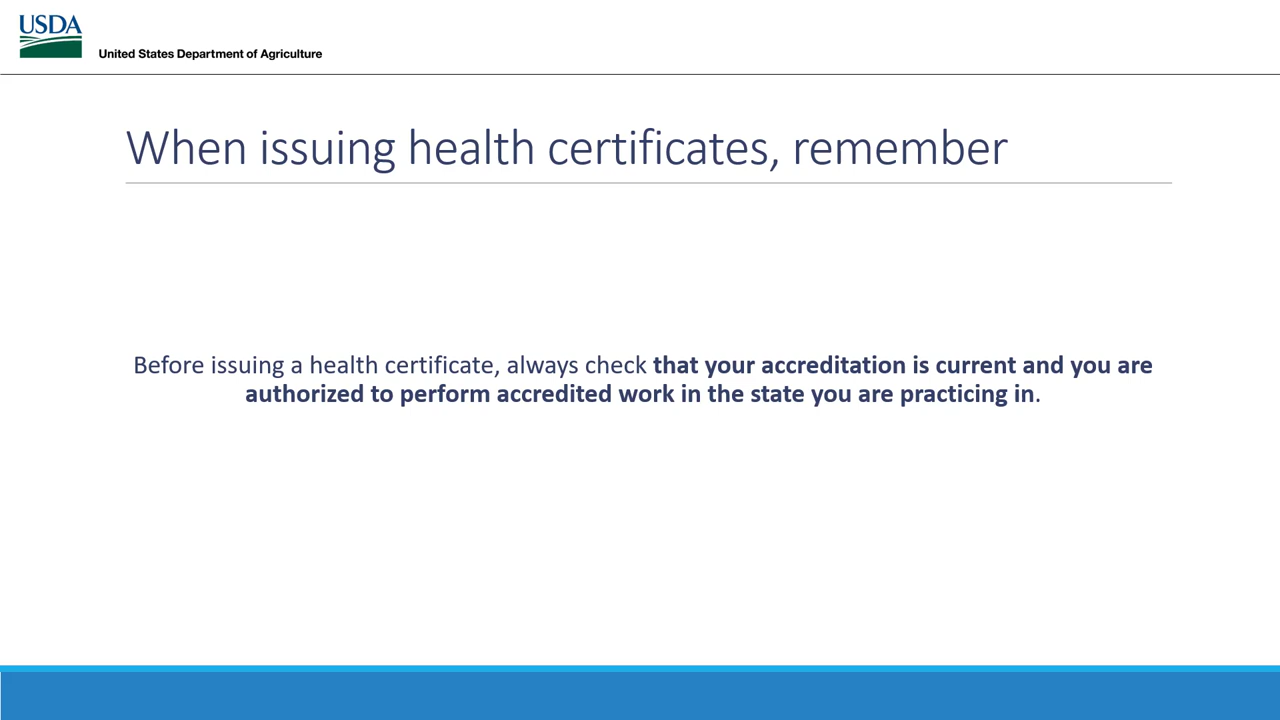 USDA
United States Department of Agriculture
When issuing health certificates, remember
Before issuing a health certificate, always check that your accreditation is current and you are
authorized to perform accredited work in the state you are practicing in.